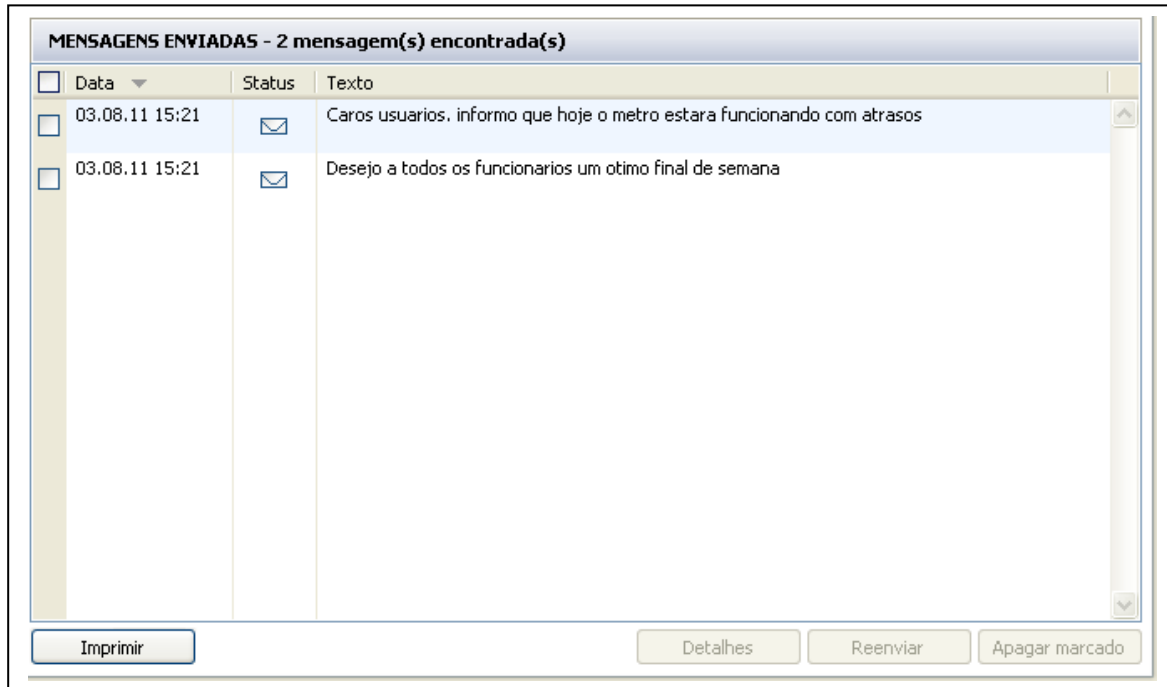 MENSAGENS ENVIADAS - 2 mensagem(s) encontrada(s)
Data Status Texto
03.08.11 15:21 Caros usuarios. informo que hoje o metro estara funcionando com atrasos
03.08.11 15:21 Desejo a todos os funcionarios um otimo final de semana
Imprimir Detalhes Reenviar Apagar marcado